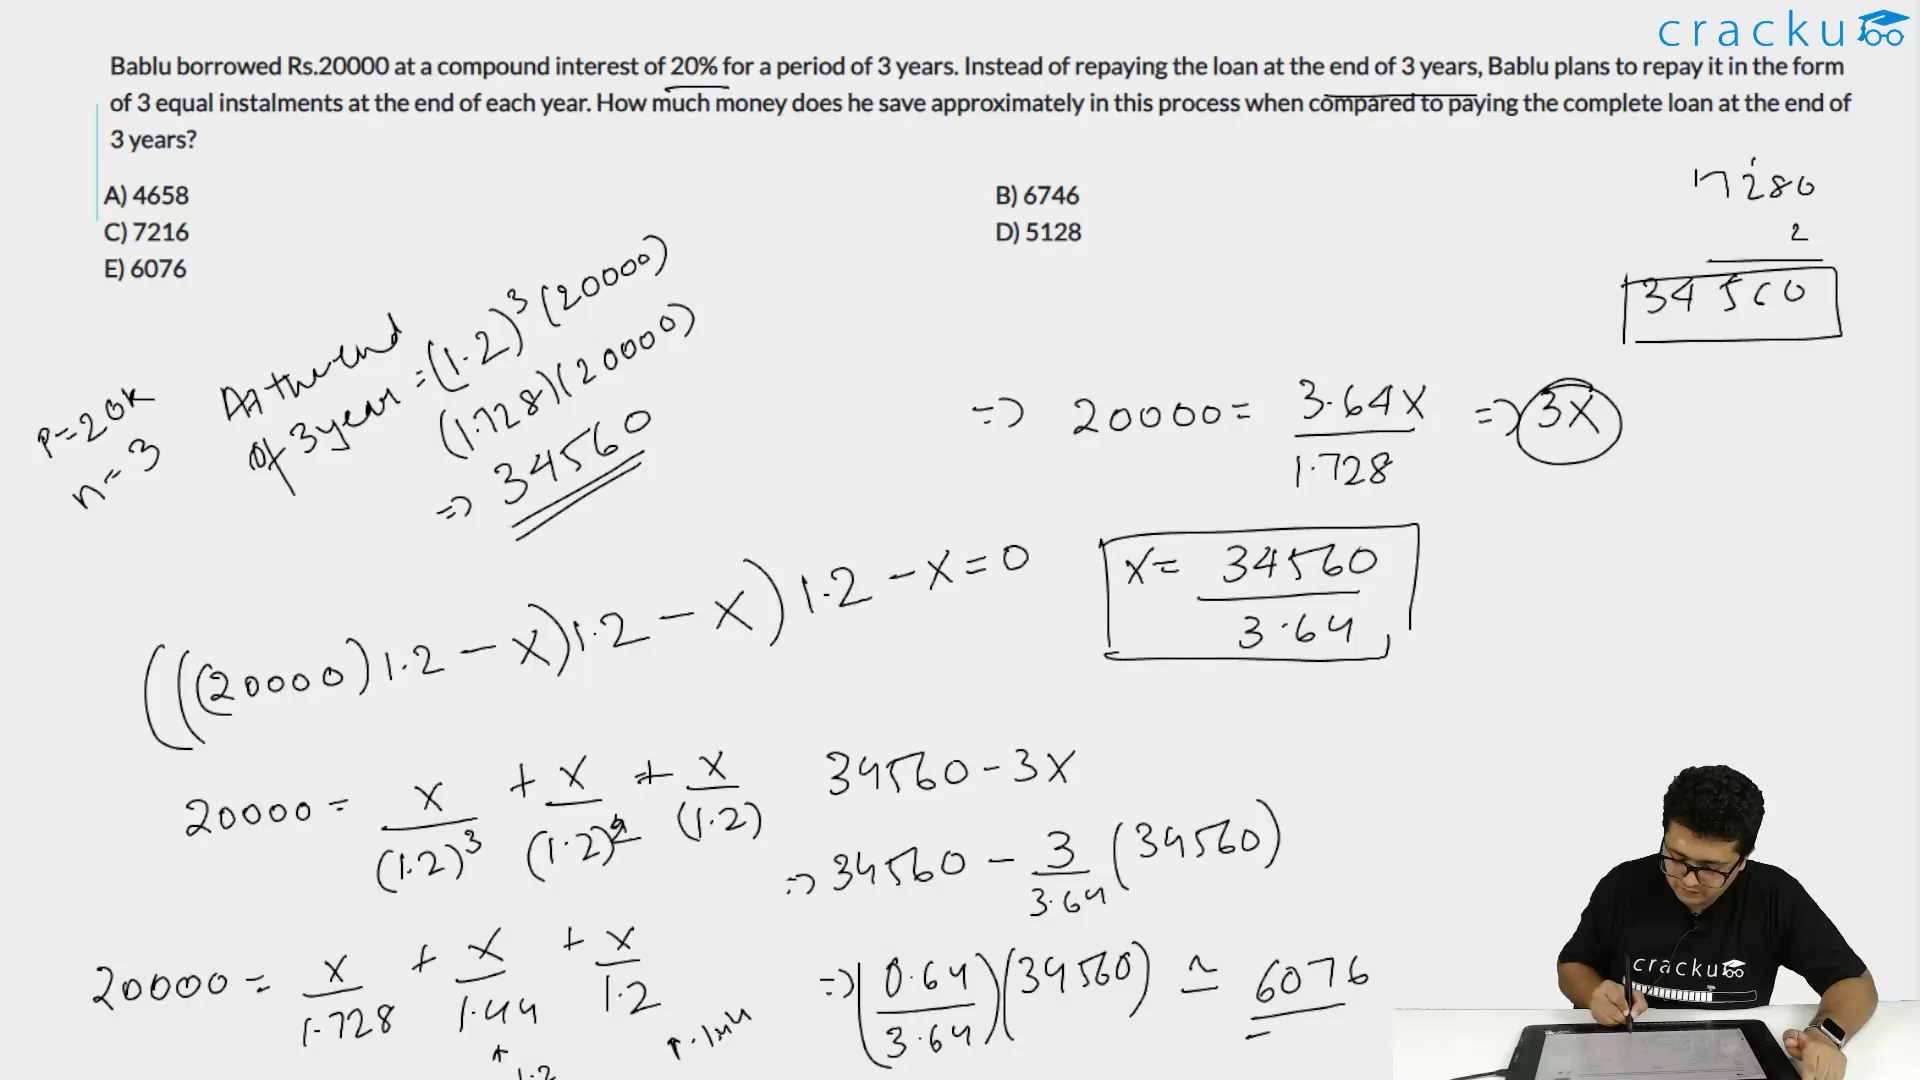 cracku
Bablu borrowed Rs.20000 at a compound interest of 20% for a period of 3 years. Instead of repaying the loan at the end of 3 years, Bablu plans to repay it in the form
of 3 equal instalments at the end of each year. How much money does he save approximately in this process when compared to paying the complete loan at the end of
3 years?
A) 4658
B) 6746
C) 7216
D) 5128
E) 6076
17280
2
34560
P=20k
n=3
At the end
of 3 year = (1.2)^3 (20000)
(1.728)(20000)
=> 34560
=> 20000 = 3.64x / 1.728 => 3x
x = 34560 / 3.64
(((20000)1.2 - x)1.2 - x)1.2 - x = 0
20000 = x/(1.2)^3 + x/(1.2)^2 + x/(1.2)
34560 - 3x
=> 34560 - 3/3.64 (34560)
20000 = x/1.728 + x/1.44 + x/1.2
=> (0.64/3.64)(34560) ≃ 6076
1.2
cracku